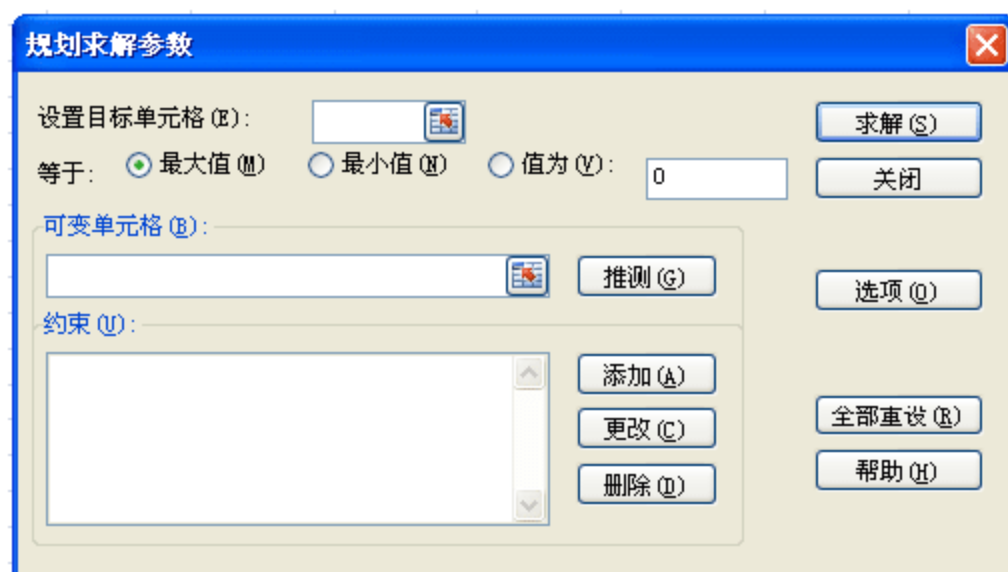 规划求解参数
设置目标单元格(E):
求解(S)
等于: 最大值(M) 最小值(N) 值为(V): 0
关闭
可变单元格(B):
推测(G)
选项(O)
约束(U):
添加(A)
全部重设(R)
更改(C)
帮助(H)
删除(D)